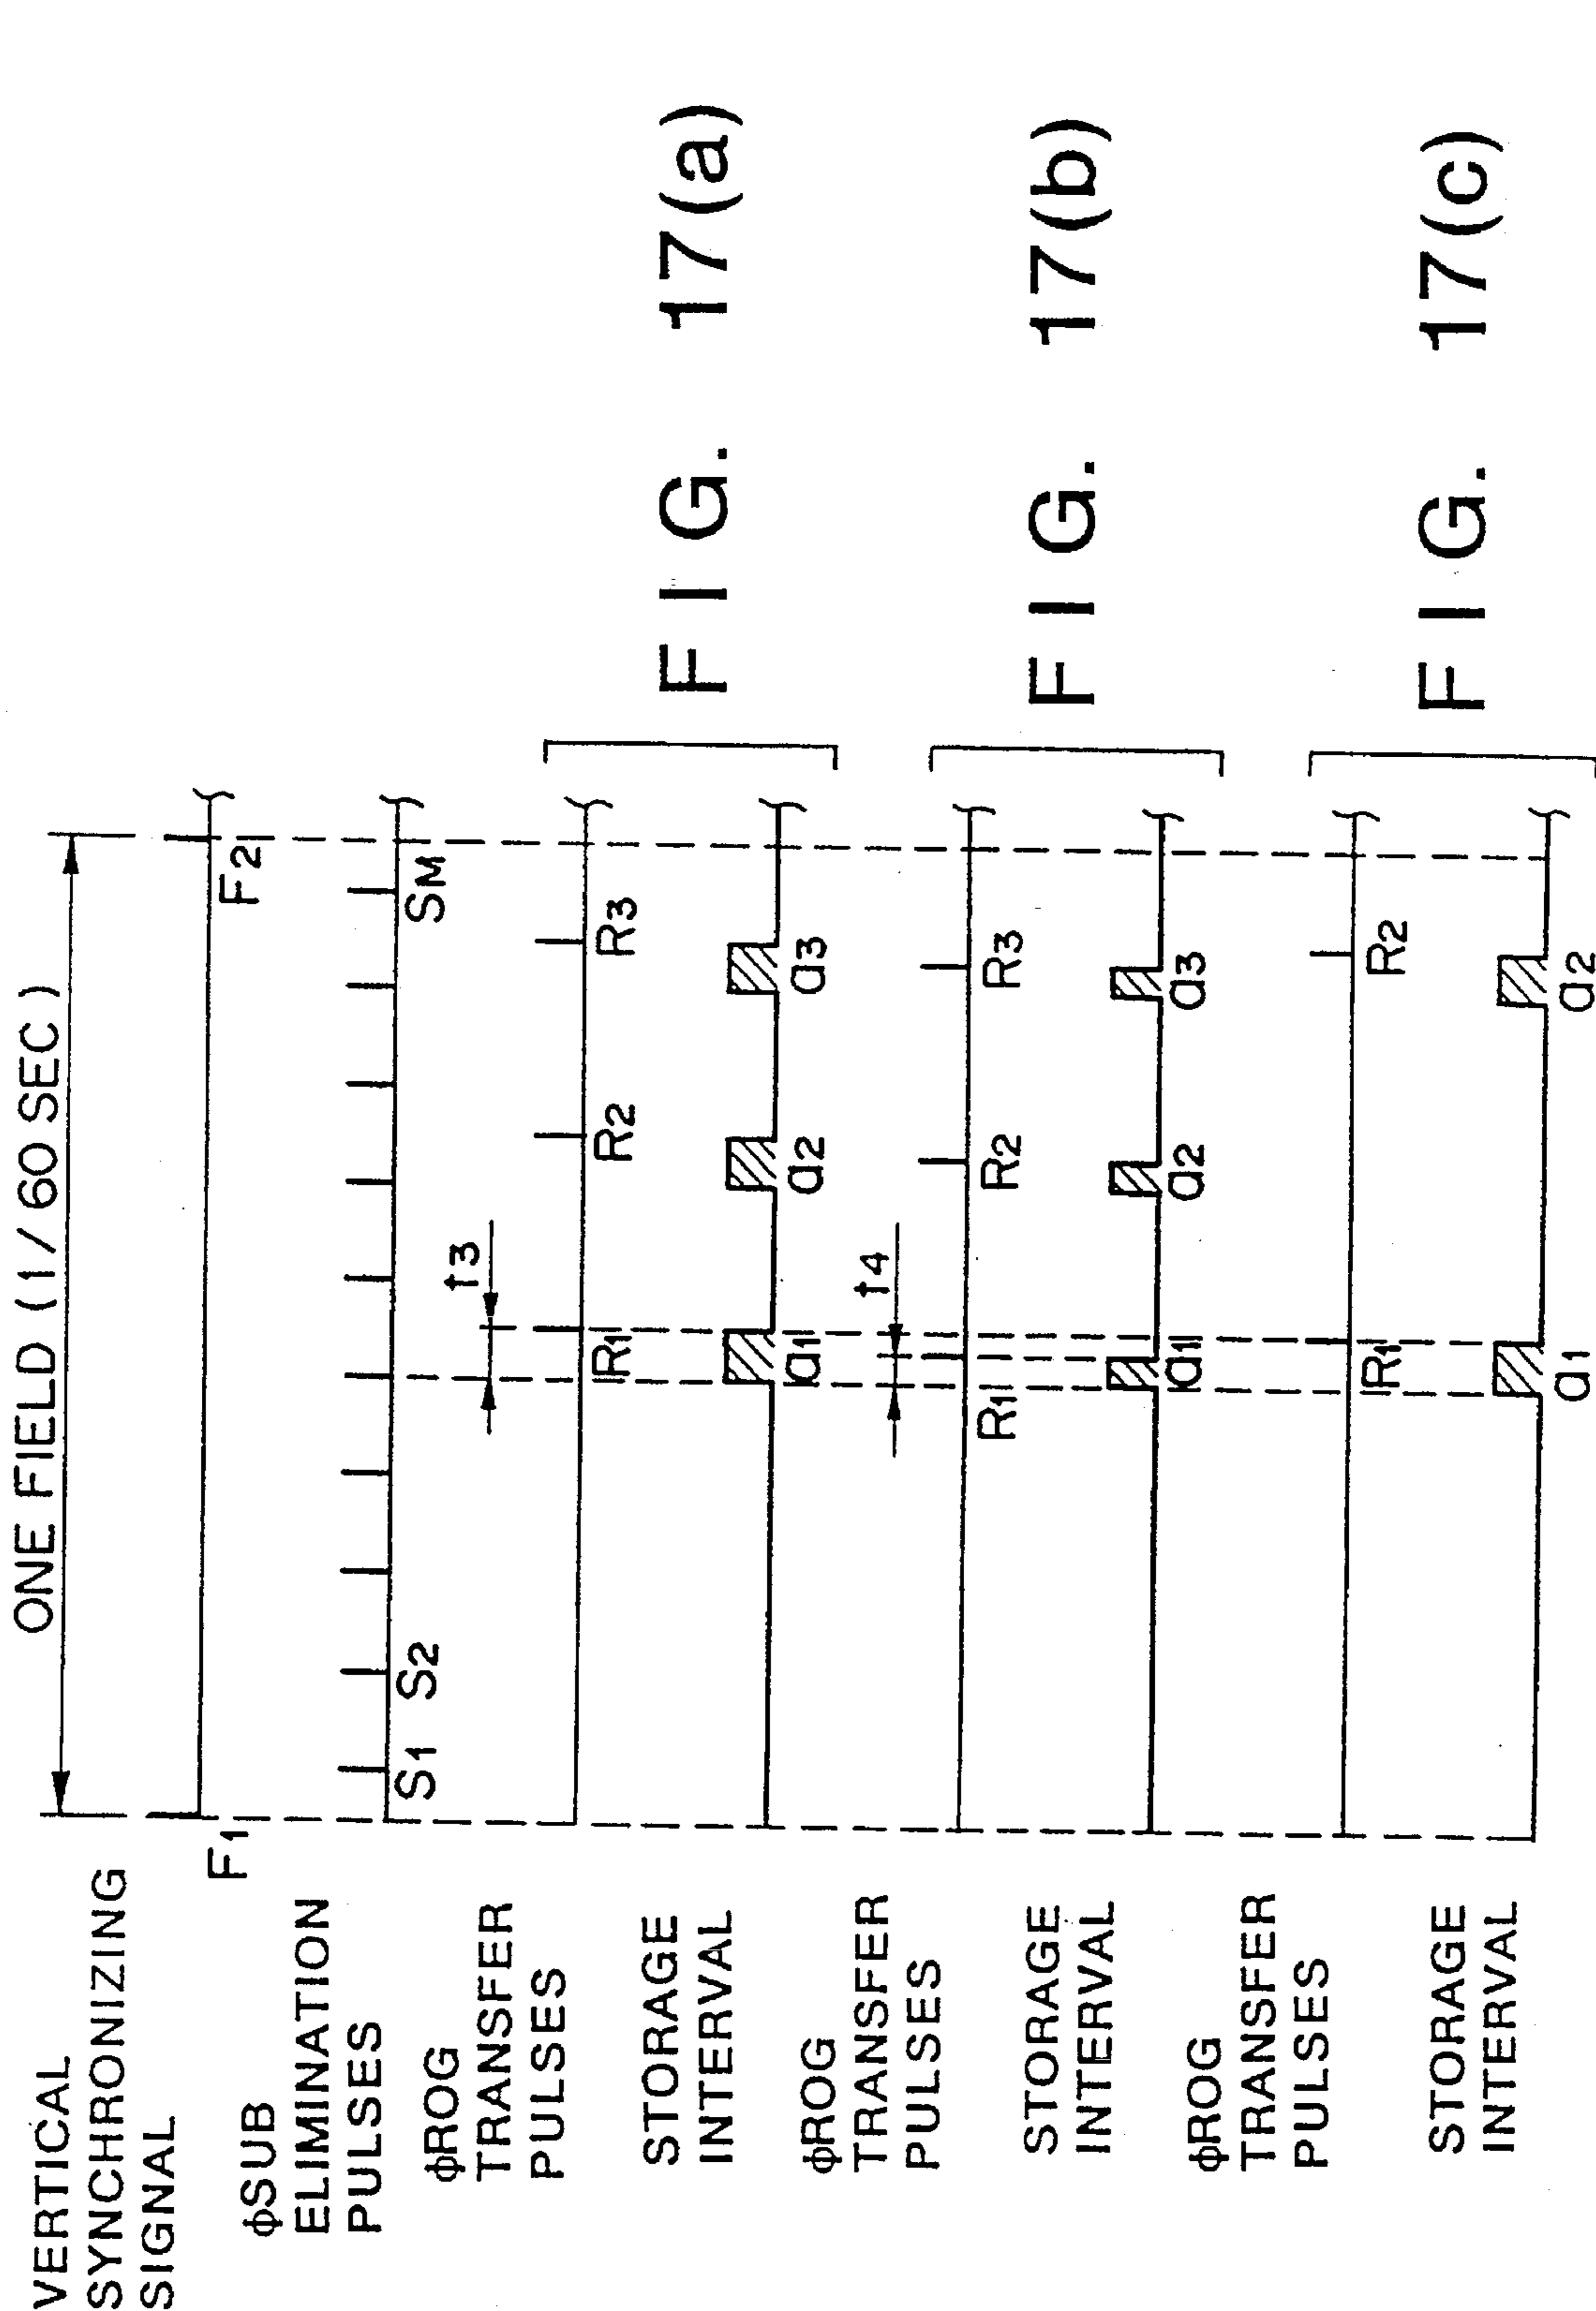 ONE FIELD (1/60 SEC)
VERTICAL
SYNCHRONIZING
SIGNAL
F1
F2
φSUB
ELIMINATION
PULSES
S1 S2
SM
φROG
TRANSFER
PULSES
t3
R1
R2
R3
STORAGE
INTERVAL
a1
a2
a3
FIG. 17(a)
φROG
TRANSFER
PULSES
t4
R1
R2
R3
STORAGE
INTERVAL
a1
a2
a3
FIG. 17(b)
φROG
TRANSFER
PULSES
R1
R2
STORAGE
INTERVAL
a1
a2
FIG. 17(c)